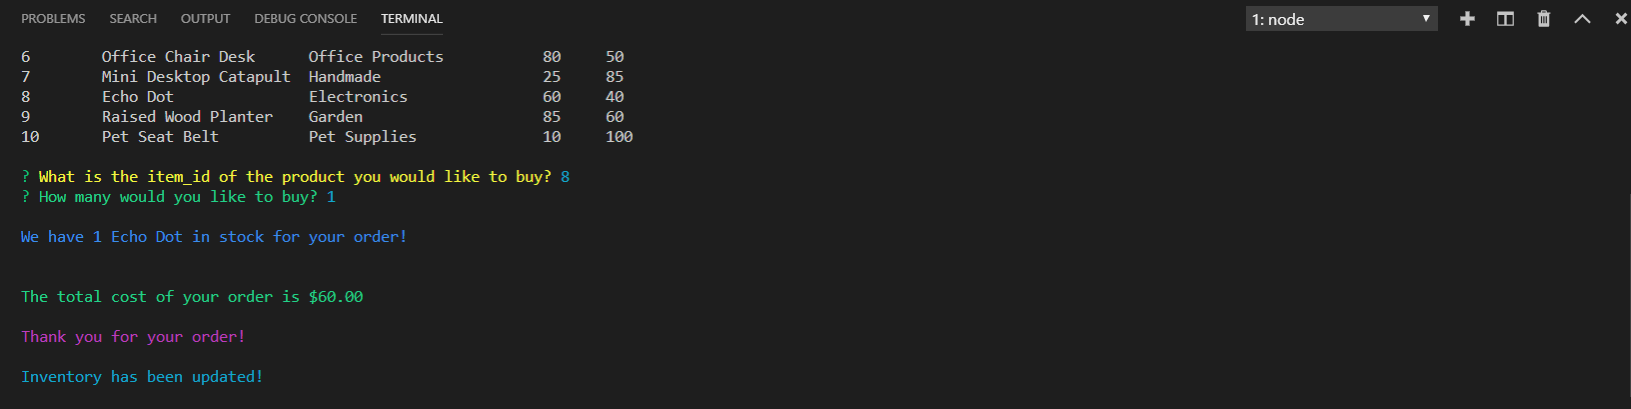 PROBLEMS SEARCH OUTPUT DEBUG CONSOLE TERMINAL 1: node
6 Office Chair Desk Office Products 80 50
7 Mini Desktop Catapult Handmade 25 85
8 Echo Dot Electronics 60 40
9 Raised Wood Planter Garden 85 60
10 Pet Seat Belt Pet Supplies 10 100
? What is the item_id of the product you would like to buy? 8
? How many would you like to buy? 1
We have 1 Echo Dot in stock for your order!
The total cost of your order is $60.00
Thank you for your order!
Inventory has been updated!